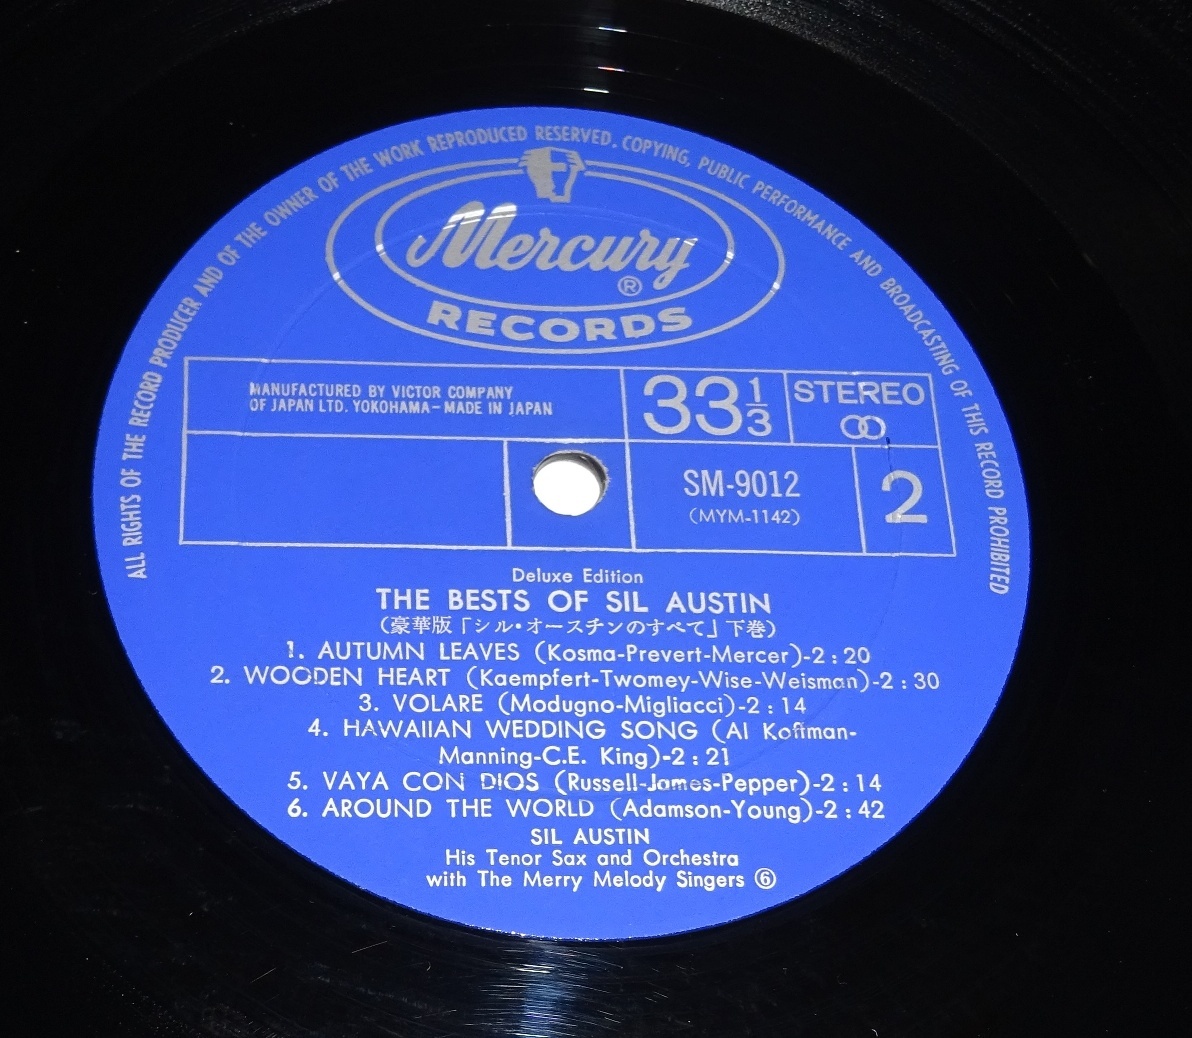 ALL RIGHTS OF THE RECORD PRODUCER AND OF THE OWNER OF THE WORK REPRODUCED RESERVED. COPYING, PUBLIC PERFORMANCE AND BROADCASTING OF THIS RECORD PROHIBITED
Mercury ®
RECORDS
MANUFACTURED BY VICTOR COMPANY
OF JAPAN LTD. YOKOHAMA–MADE IN JAPAN
33 1/3
STEREO
SM-9012
(MYM-1142)
2
Deluxe Edition
THE BESTS OF SIL AUSTIN
(豪華版「シル・オースチンのすべて」下巻)
1. AUTUMN LEAVES (Kosma-Prevert-Mercer)-2:20
2. WOODEN HEART (Kaempfert-Twomey-Wise-Weisman)-2:30
3. VOLARE (Modugno-Migliacci)-2:14
4. HAWAIIAN WEDDING SONG (Al Hoffman-
Manning-C.E. King)-2:21
5. VAYA CON DIOS (Russell-James-Pepper)-2:14
6. AROUND THE WORLD (Adamson-Young)-2:42
SIL AUSTIN
His Tenor Sax and Orchestra
with The Merry Melody Singers ⑥